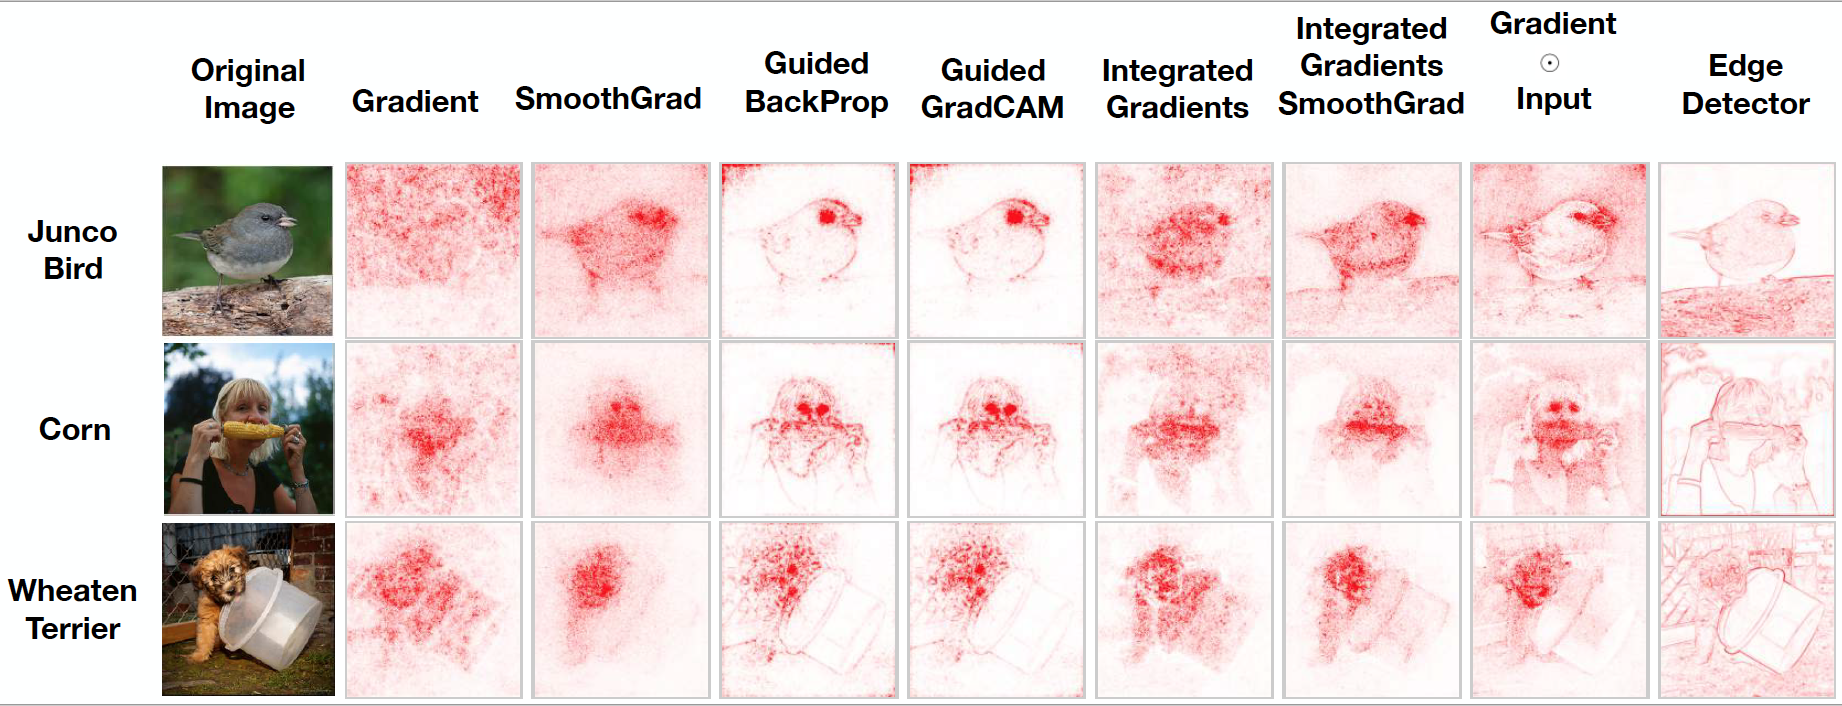 Original
Image
Gradient
SmoothGrad
Guided
BackProp
Guided
GradCAM
Integrated
Gradients
Integrated
Gradients
SmoothGrad
Gradient
⊙
Input
Edge
Detector
Junco
Bird
Corn
Wheaten
Terrier